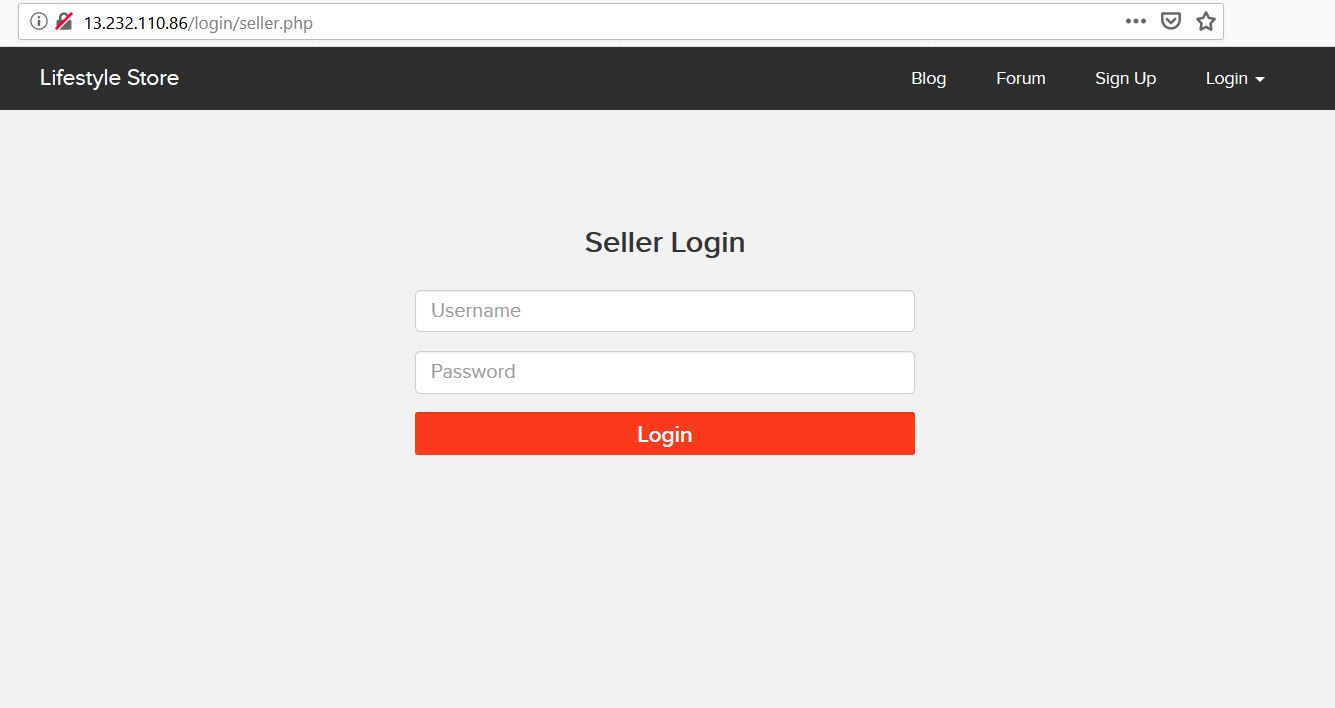 13.232.110.86/login/seller.php
Lifestyle Store Blog Forum Sign Up Login
Seller Login
Username
Password
Login